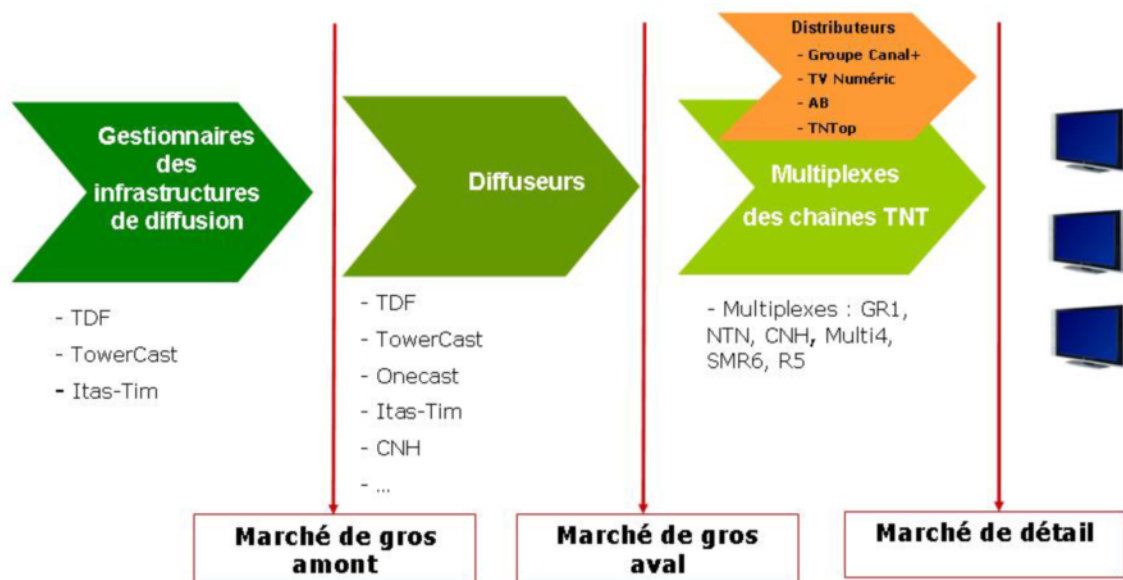 Gestionnaires
des
infrastructures
de diffusion
- TDF
- TowerCast
- Itas-Tim
Diffuseurs
- TDF
- TowerCast
- Onecast
- Itas-Tim
- CNH
- ...
Distributeurs
- Groupe Canal+
- TV Numéric
- AB
- TNTop
Multiplexes
des chaînes TNT
- Multiplexes : GR1,
NTN, CNH, Multi4,
SMR6, R5
Marché de gros
amont
Marché de gros
aval
Marché de détail